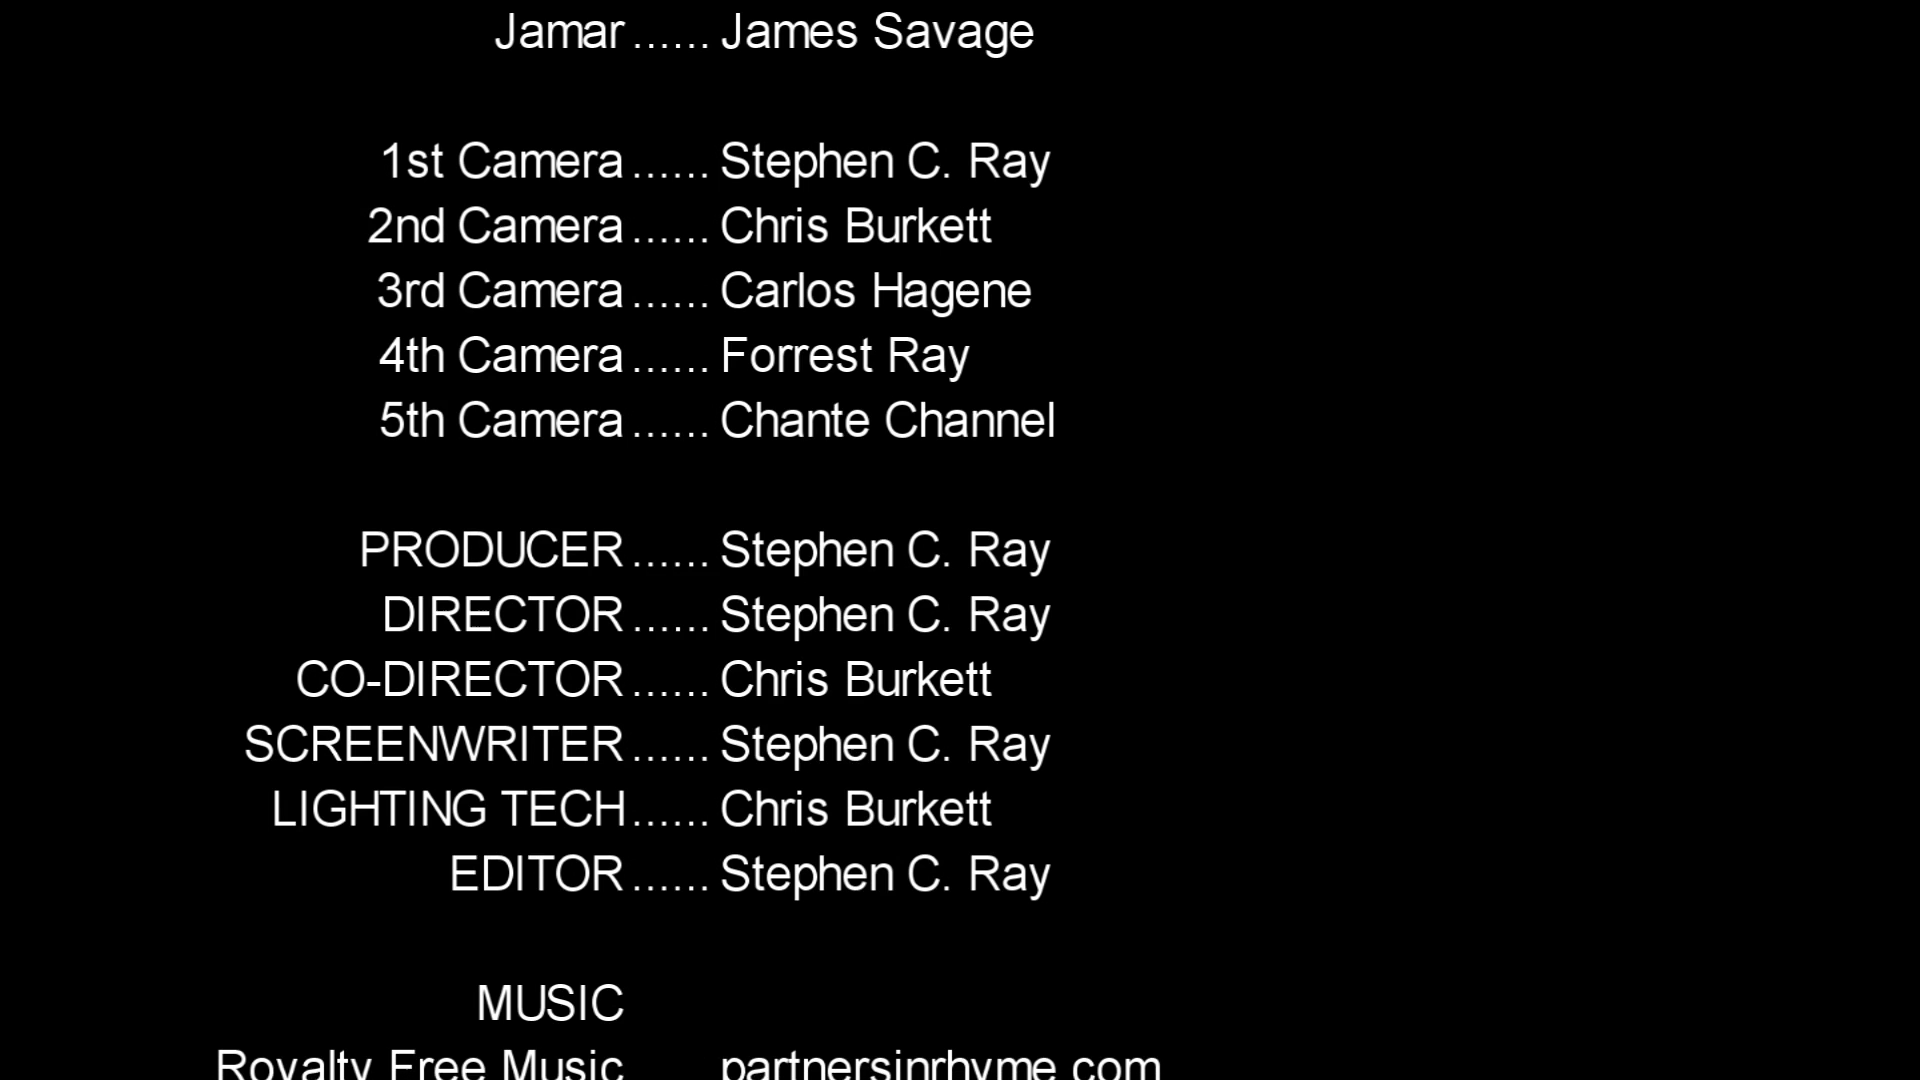 Jamar ...... James Savage
1st Camera ...... Stephen C. Ray
2nd Camera ...... Chris Burkett
3rd Camera ...... Carlos Hagene
4th Camera ...... Forrest Ray
5th Camera ...... Chante Channel
PRODUCER ...... Stephen C. Ray
DIRECTOR ...... Stephen C. Ray
CO-DIRECTOR ...... Chris Burkett
SCREENWRITER ...... Stephen C. Ray
LIGHTING TECH ...... Chris Burkett
EDITOR ...... Stephen C. Ray
MUSIC
Royalty Free Music partnersinrhyme.com